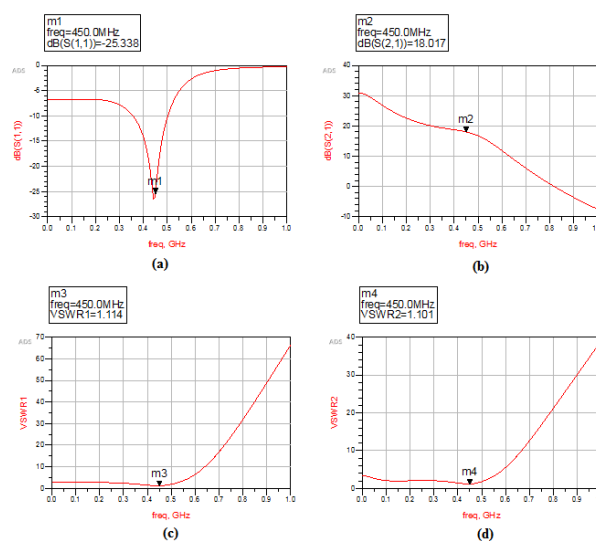 m1
freq=450.0MHz
dB(S(1,1))=-25.338
ADS
0
-5
-10
-15
-20
-25
-30
dB(S(1,1))
m1
0.0 0.1 0.2 0.3 0.4 0.5 0.6 0.7 0.8 0.9 1.0
freq, GHz
(a)
m2
freq=450.0MHz
dB(S(2,1))=18.017
ADS
40
30
20
10
0
-10
dB(S(2,1))
m2
0.0 0.1 0.2 0.3 0.4 0.5 0.6 0.7 0.8 0.9 1.0
freq, GHz
(b)
m3
freq=450.0MHz
VSWR1=1.114
ADS
70
60
50
40
30
20
10
0
VSWR1
m3
0.0 0.1 0.2 0.3 0.4 0.5 0.6 0.7 0.8 0.9 1.0
freq, GHz
(c)
m4
freq=450.0MHz
VSWR2=1.101
ADS
40
30
20
10
0
VSWR2
m4
0.0 0.1 0.2 0.3 0.4 0.5 0.6 0.7 0.8 0.9
freq, GHz
(d)